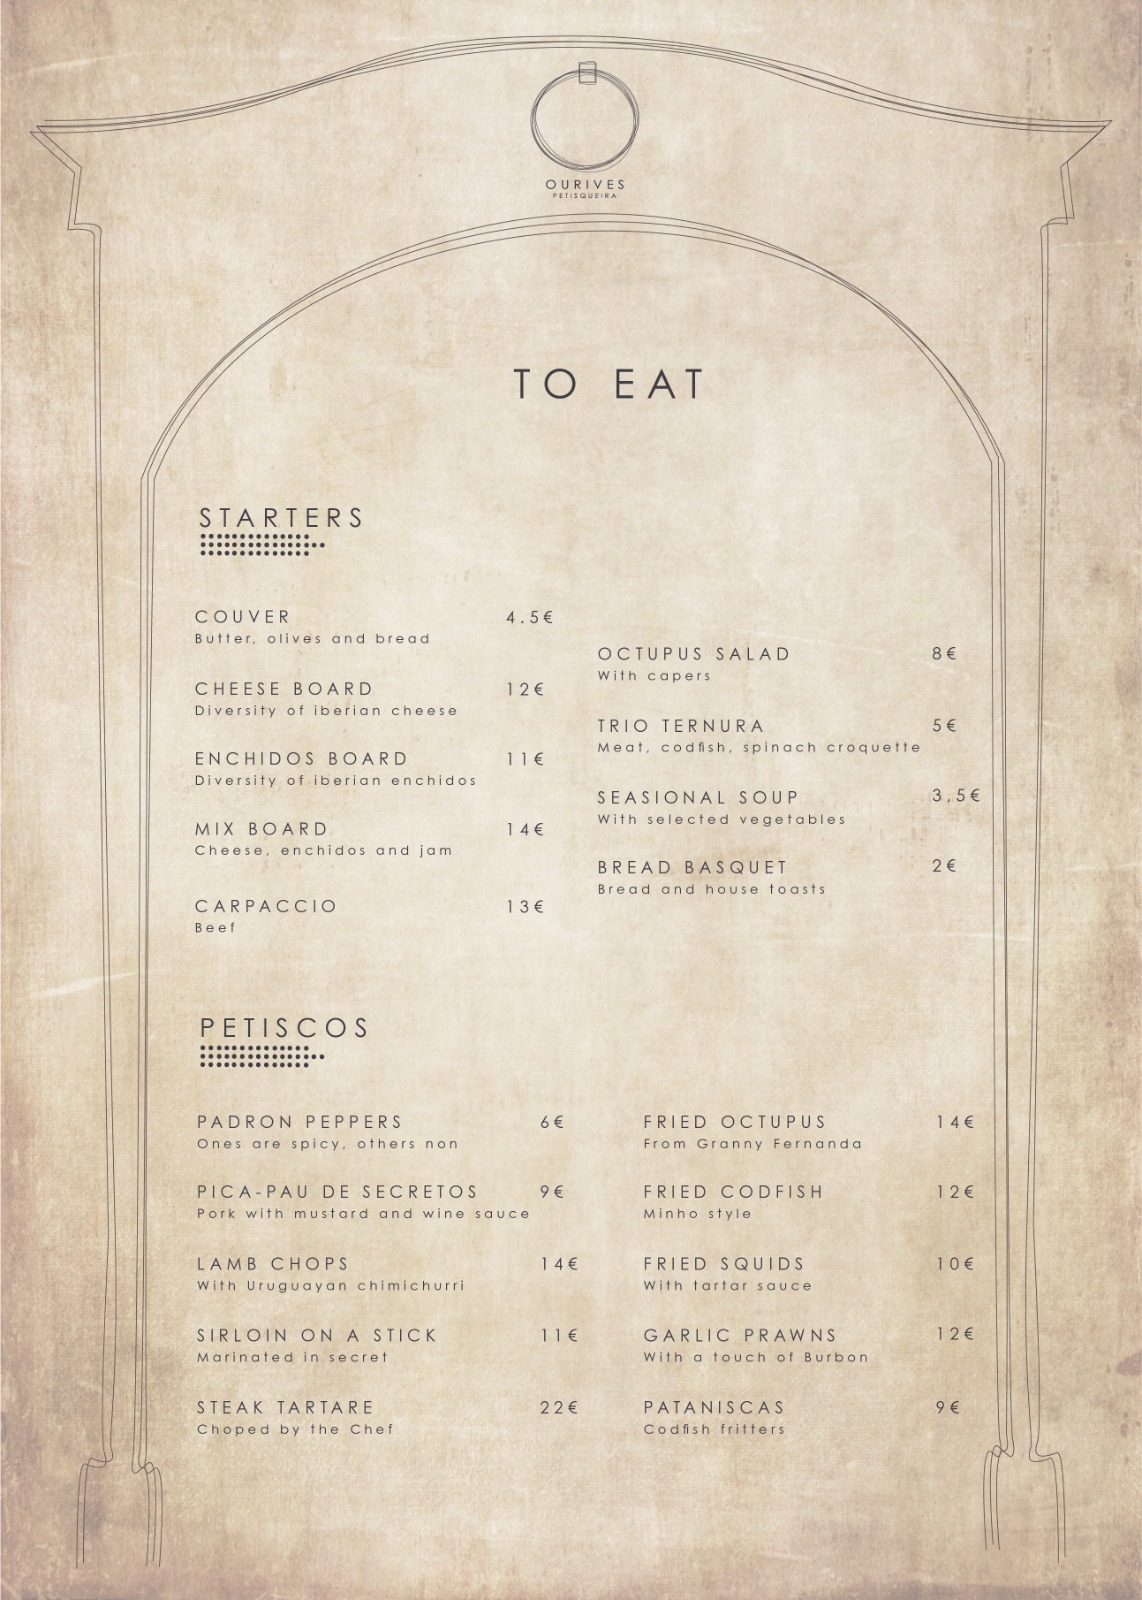 OURIVES
PETISQUEIRA
TO EAT
STARTERS
COUVER 4.5€
Butter, olives and bread
CHEESE BOARD 12€
Diversity of iberian cheese
ENCHIDOS BOARD 11€
Diversity of iberian enchidos
MIX BOARD 14€
Cheese, enchidos and jam
CARPACCIO 13€
Beef
OCTUPUS SALAD 8€
With capers
TRIO TERNURA 5€
Meat, codfish, spinach croquette
SEASIONAL SOUP 3,5€
With selected vegetables
BREAD BASQUET 2€
Bread and house toasts
PETISCOS
PADRON PEPPERS 6€
Ones are spicy, others non
PICA-PAU DE SECRETOS 9€
Pork with mustard and wine sauce
LAMB CHOPS 14€
With Uruguayan chimichurri
SIRLOIN ON A STICK 11€
Marinated in secret
STEAK TARTARE 22€
Choped by the Chef
FRIED OCTUPUS 14€
From Granny Fernanda
FRIED CODFISH 12€
Minho style
FRIED SQUIDS 10€
With tartar sauce
GARLIC PRAWNS 12€
With a touch of Burbon
PATANISCAS 9€
Codfish fritters